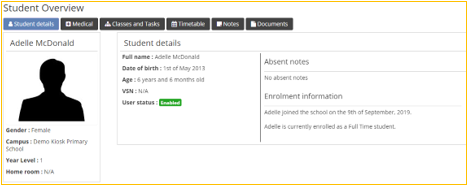 Student Overview
Student details
Medical
Classes and Tasks
Timetable
Notes
Documents
Adelle McDonald
Gender : Female
Campus : Demo Kiosk Primary
School
Year Level : 1
Home room : N/A
Student details
Full name : Adelle McDonald
Date of birth : 1st of May 2013
Age : 6 years and 6 months old
VSN : N/A
User status : Enabled
Absent notes
No absent notes
Enrolment information
Adelle joined the school on the 11th of September, 2019.
Adelle is currently enrolled as a Full Time student.